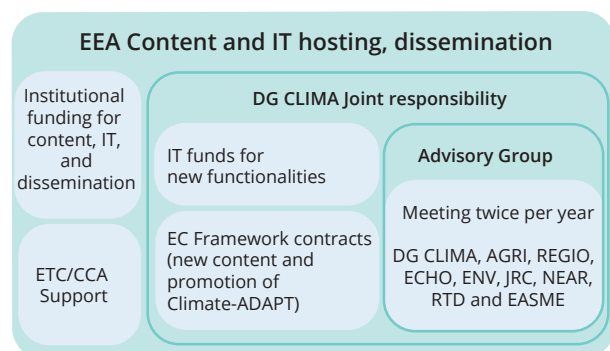 EEA Content and IT hosting, dissemination
Institutional
funding for
content, IT,
and
dissemination
ETC/CCA
Support
DG CLIMA Joint responsibility
IT funds for
new functionalities
EC Framework contracts
(new content and
promotion of
Climate-ADAPT)
Advisory Group
Meeting twice per year
DG CLIMA, AGRI, REGIO,
ECHO, ENV, JRC, NEAR,
RTD and EASME